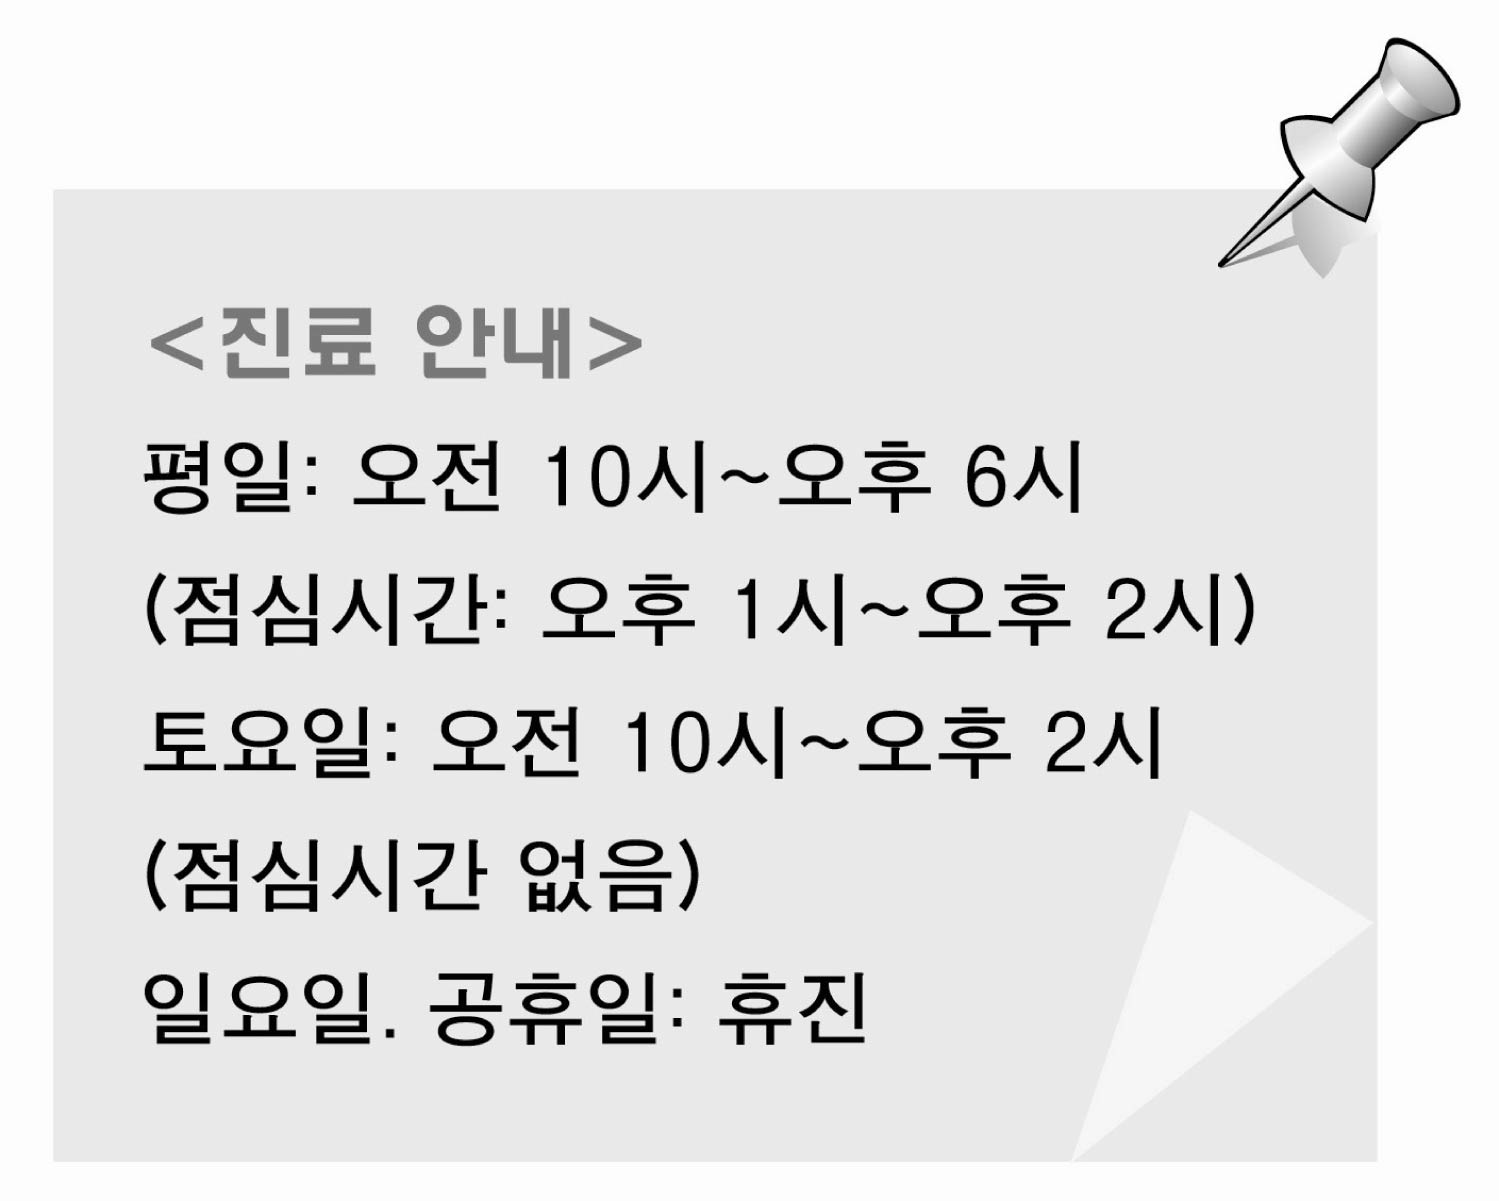 <진료 안내>
평일: 오전 10시~오후 6시
(점심시간: 오후 1시~오후 2시)
토요일: 오전 10시~오후 2시
(점심시간 없음)
일요일. 공휴일: 휴진